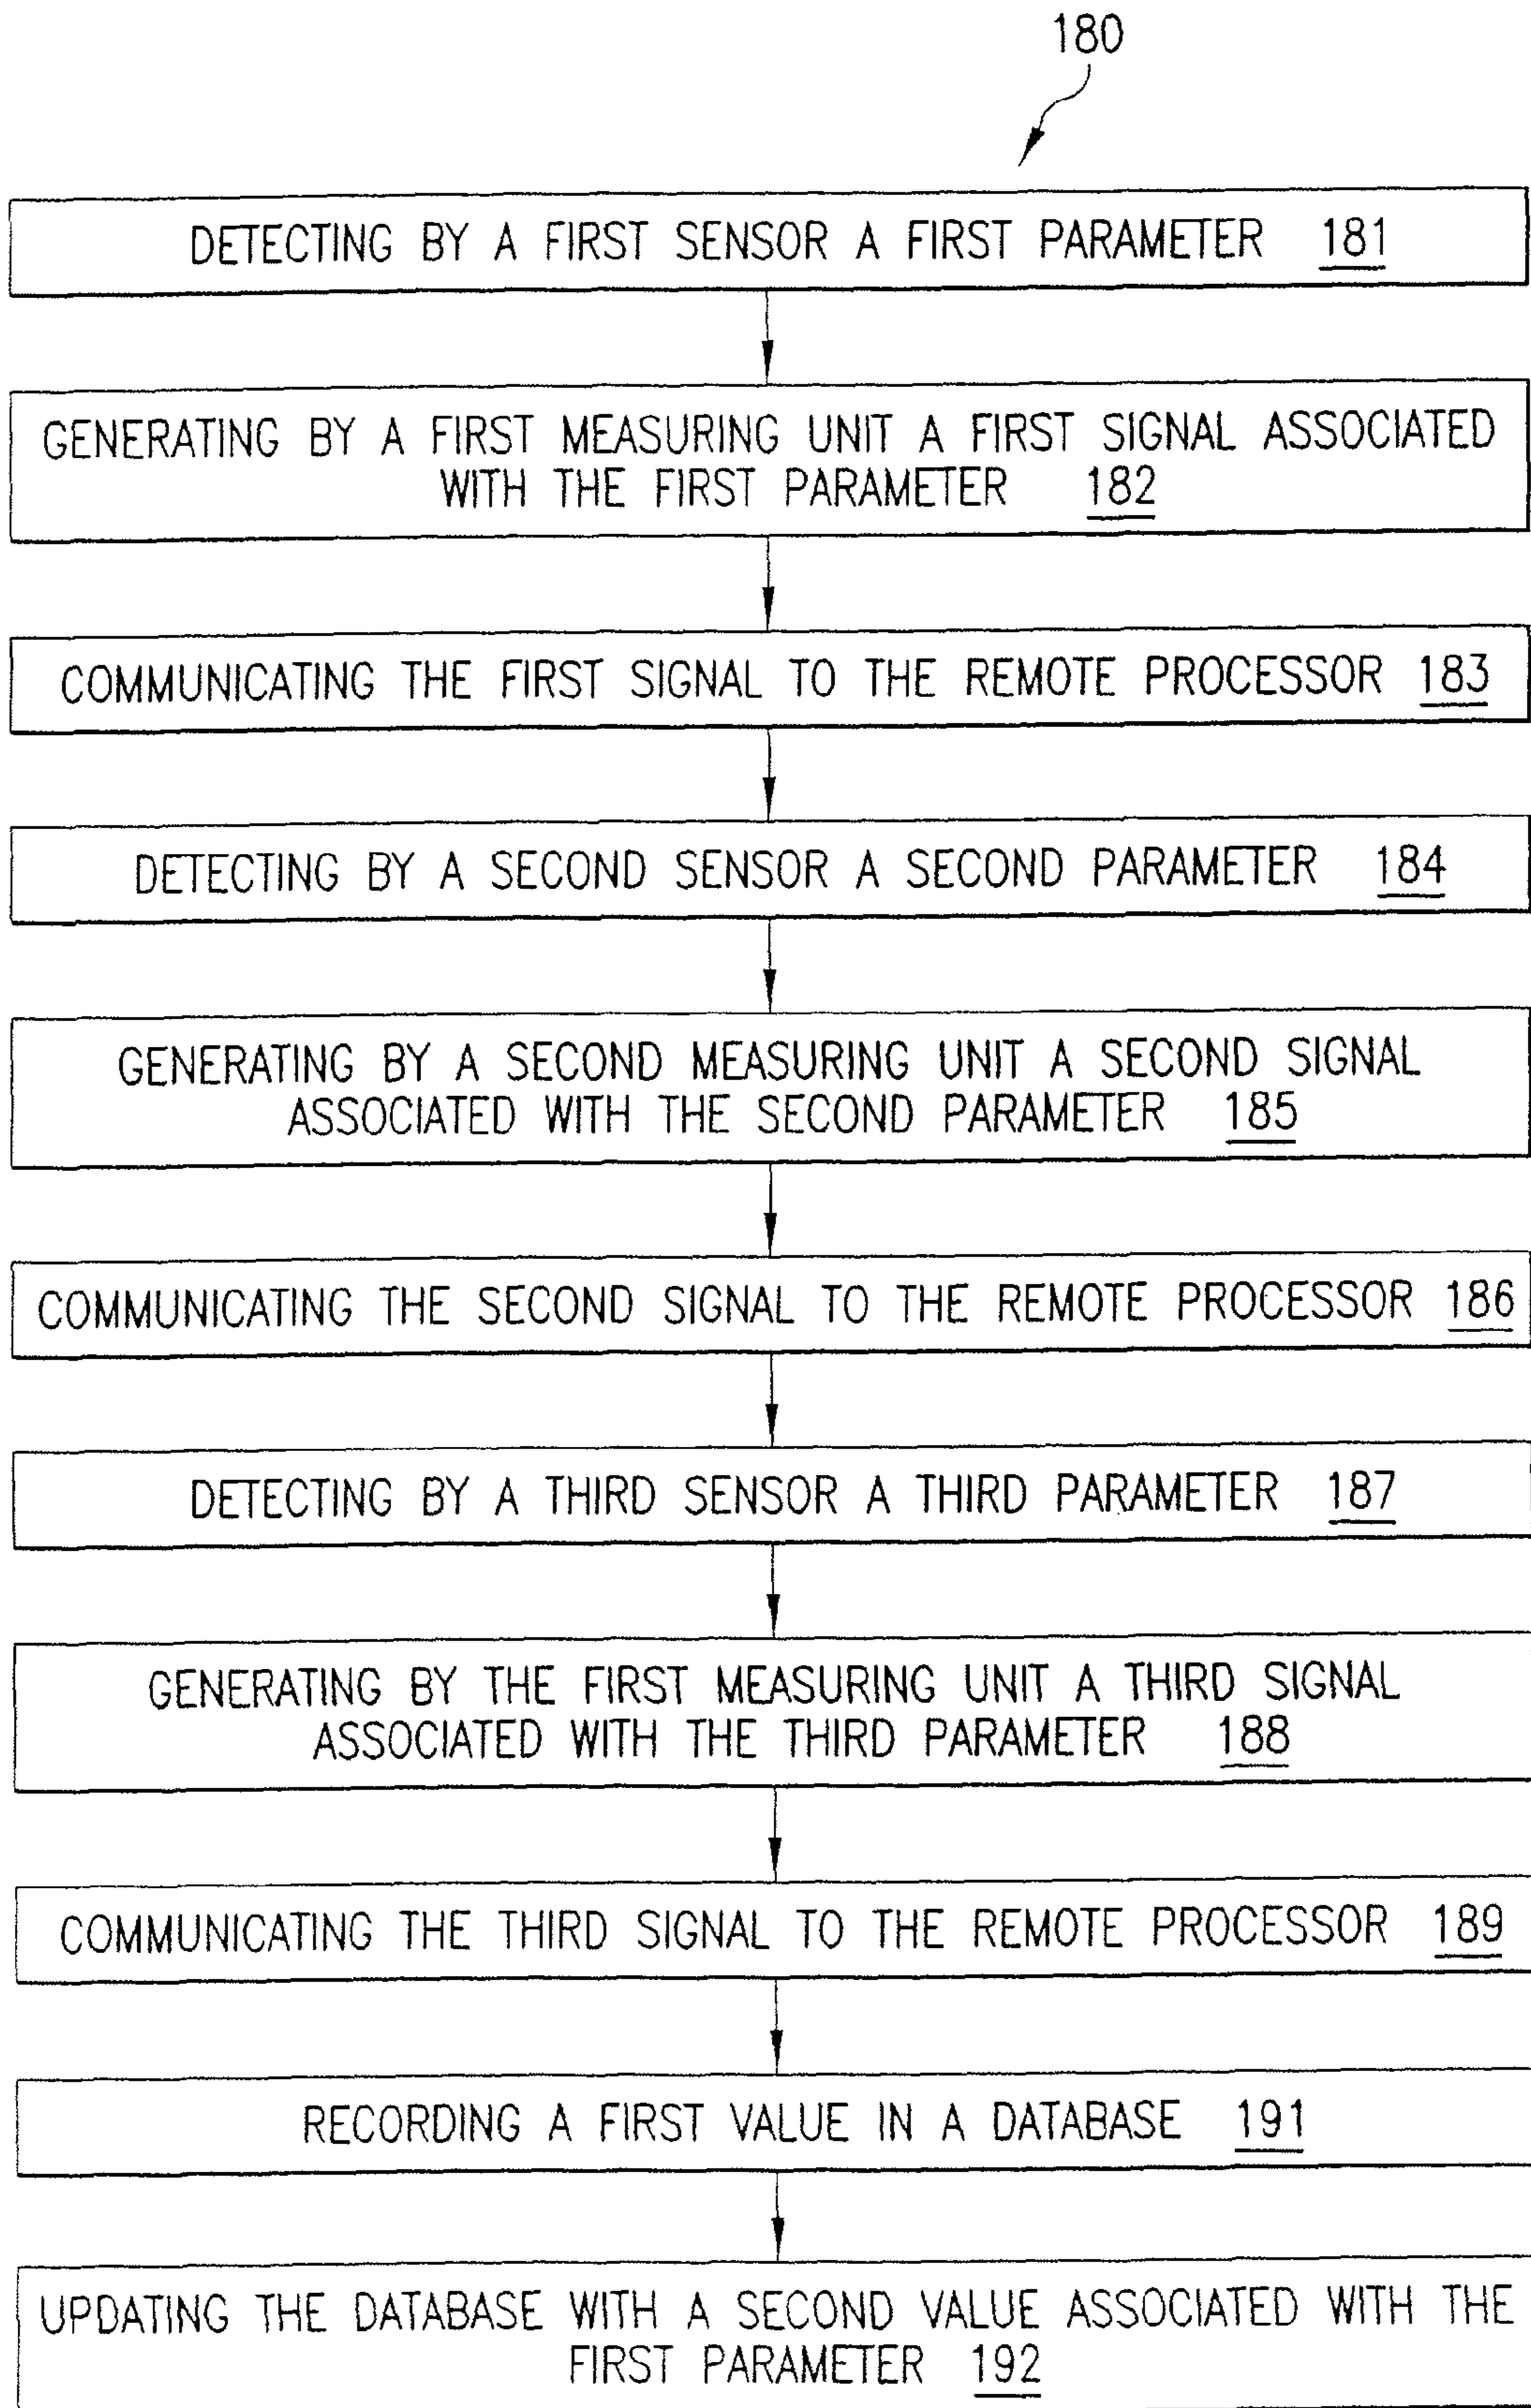 180
DETECTING BY A FIRST SENSOR A FIRST PARAMETER 181
GENERATING BY A FIRST MEASURING UNIT A FIRST SIGNAL ASSOCIATED
WITH THE FIRST PARAMETER 182
COMMUNICATING THE FIRST SIGNAL TO THE REMOTE PROCESSOR 183
DETECTING BY A SECOND SENSOR A SECOND PARAMETER 184
GENERATING BY A SECOND MEASURING UNIT A SECOND SIGNAL
ASSOCIATED WITH THE SECOND PARAMETER 185
COMMUNICATING THE SECOND SIGNAL TO THE REMOTE PROCESSOR 186
DETECTING BY A THIRD SENSOR A THIRD PARAMETER 187
GENERATING BY THE FIRST MEASURING UNIT A THIRD SIGNAL
ASSOCIATED WITH THE THIRD PARAMETER 188
COMMUNICATING THE THIRD SIGNAL TO THE REMOTE PROCESSOR 189
RECORDING A FIRST VALUE IN A DATABASE 191
UPDATING THE DATABASE WITH A SECOND VALUE ASSOCIATED WITH THE
FIRST PARAMETER 192